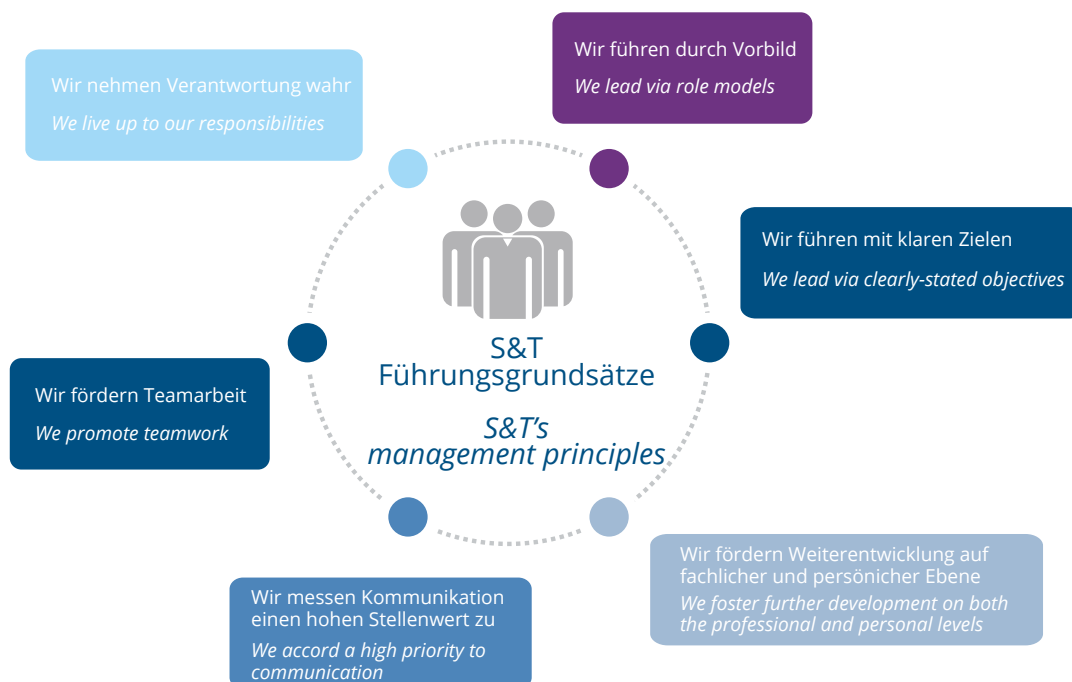 Wir nehmen Verantwortung wahr
We live up to our responsibilities
Wir führen durch Vorbild
We lead via role models
Wir führen mit klaren Zielen
We lead via clearly-stated objectives
S&T
Führungsgrundsätze
S&T's
management principles
Wir fördern Teamarbeit
We promote teamwork
Wir messen Kommunikation
einen hohen Stellenwert zu
We accord a high priority to
communication
Wir fördern Weiterentwicklung auf
fachlicher und persönicher Ebene
We foster further development on both
the professional and personal levels